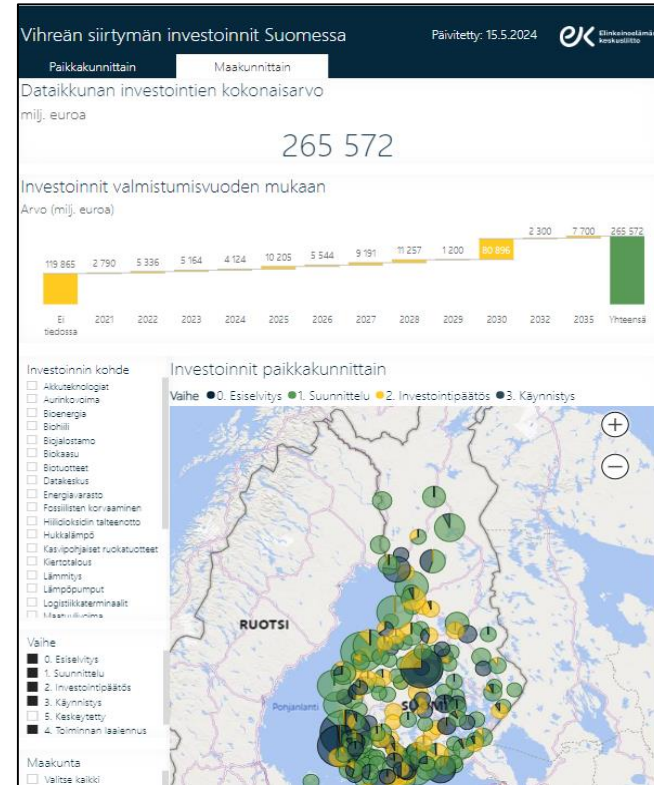 Vihreän siirtymän investoinnit Suomessa
Päivitetty: 15.5.2024
ek Elinkeinoelämän
keskusliitto
Paikkakunnittain Maakunnittain
Dataikkunan investointien kokonaisarvo
milj. euroa
265 572
Investoinnit valmistumisvuoden mukaan
Arvo (milj. euroa)
119 865 2 790 5 336 5 164 4 124 10 205 5 544 9 191 11 257 1 200 80 896 2 300 7 700 265 572
Ei tiedossa 2021 2022 2023 2024 2025 2026 2027 2028 2029 2030 2032 2035 Yhteensä
Investoinnin kohde
Akkuteknologiat
Aurinkovoima
Bioenergia
Biohiili
Biojalostamo
Biokaasu
Biotuotteet
Datakeskus
Energiavarasto
Fossiilisten korvaaminen
Hiilidioksidin talteenotto
Hukkalämpö
Kasvipohjaiset ruokatuotteet
Kiertotalous
Lämmitys
Lämpöpumput
Logistiikkaterminaalit
Maatuulivoima
Vaihe
0. Esiselvitys
1. Suunnittelu
2. Investointipäätös
3. Käynnistys
5. Keskeytetty
4. Toiminnan laajennus
Maakunta
Valitse kaikki
Investoinnit paikkakunnittain
Vaihe 0. Esiselvitys 1. Suunnittelu 2. Investointipäätös 3. Käynnistys
RUOTSI
Pohjanlahti
SUOMI